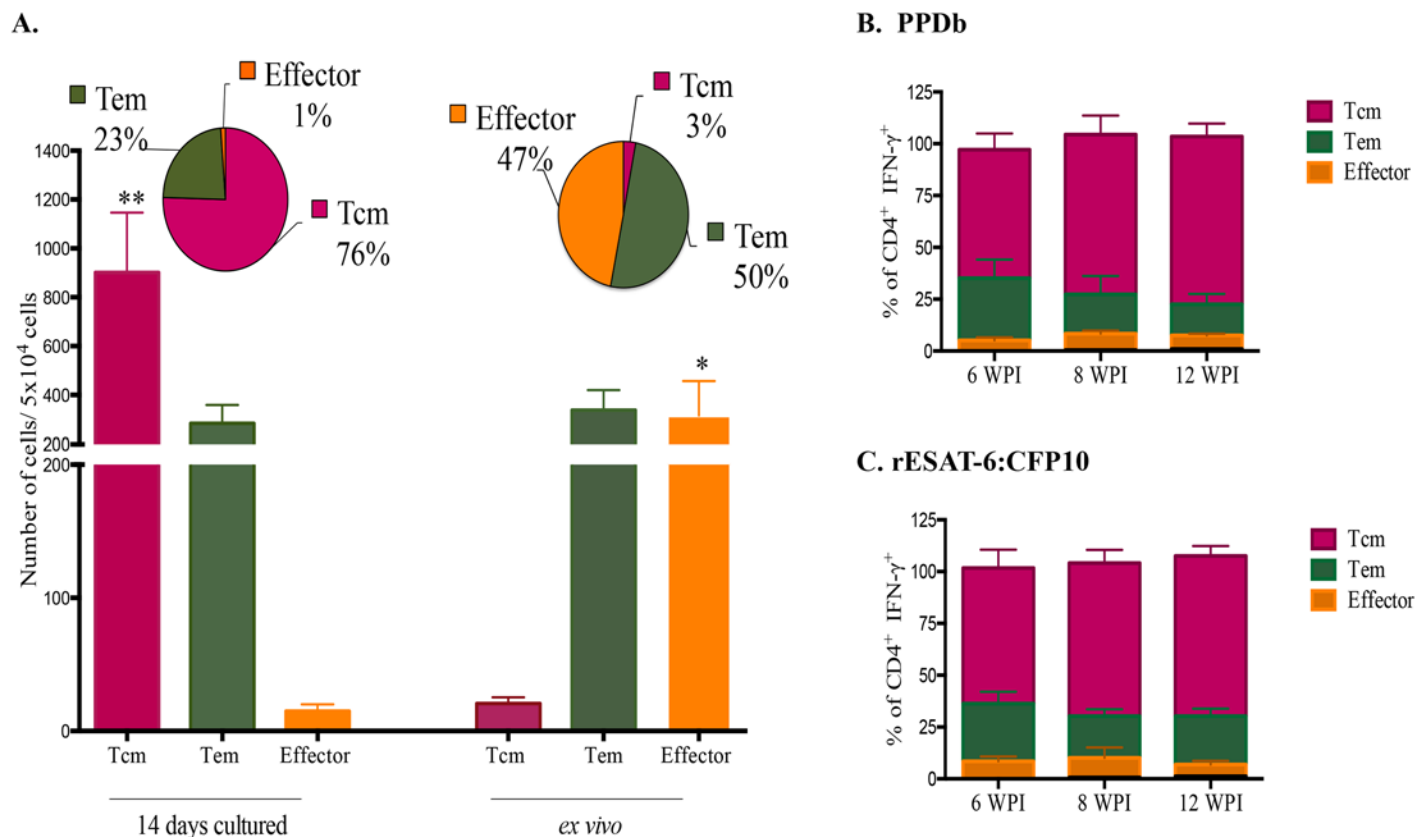 A.
Effector
1%
Tem
23%
Tcm
76%
Effector
47%
Tcm
3%
Tem
50%
Number of cells/ 5x10⁴ cells
1400
1200
1000
800
600
400
200
200
100
0
**
*
Tcm Tem Effector Tcm Tem Effector
14 days cultured ex vivo
B. PPDb
% of CD4⁺ IFN-γ⁺
125
100
75
50
25
0
6 WPI 8 WPI 12 WPI
Tcm
Tem
Effector
C. rESAT-6:CFP10
% of CD4⁺ IFN-γ⁺
125
100
75
50
25
0
6 WPI 8 WPI 12 WPI
Tcm
Tem
Effector